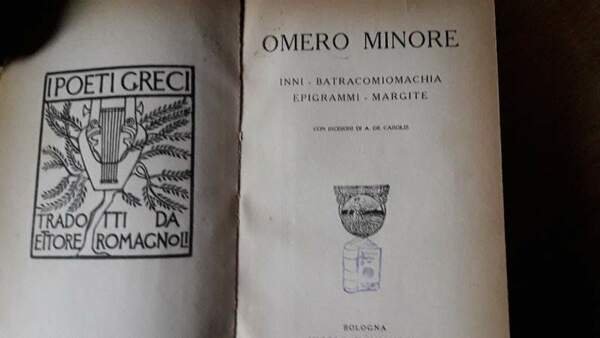 I POETI GRECI
TRADOTTI DA
ETTORE ROMAGNOLI
OMERO MINORE
INNI - BATRACOMIOMACHIA
EPIGRAMMI - MARGITE
CON INCISIONI DI A. DE CAROLIS
BOLOGNA